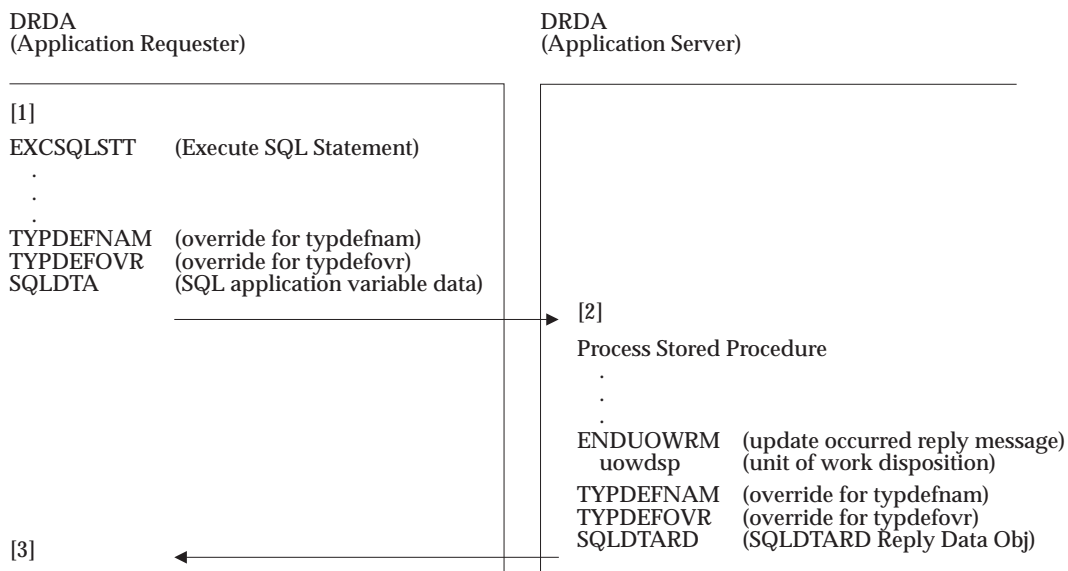 DRDA
(Application Requester)
DRDA
(Application Server)
[1]
EXCSQLSTT (Execute SQL Statement)
.
.
.
TYPDEFNAM (override for typdefnam)
TYPDEFOVR (override for typdefovr)
SQLDTA (SQL application variable data)
[2]
Process Stored Procedure
.
.
.
ENDUOWRM (update occurred reply message)
uowdsp (unit of work disposition)
TYPDEFNAM (override for typdefnam)
TYPDEFOVR (override for typdefovr)
SQLDTARD (SQLDTARD Reply Data Obj)
[3]